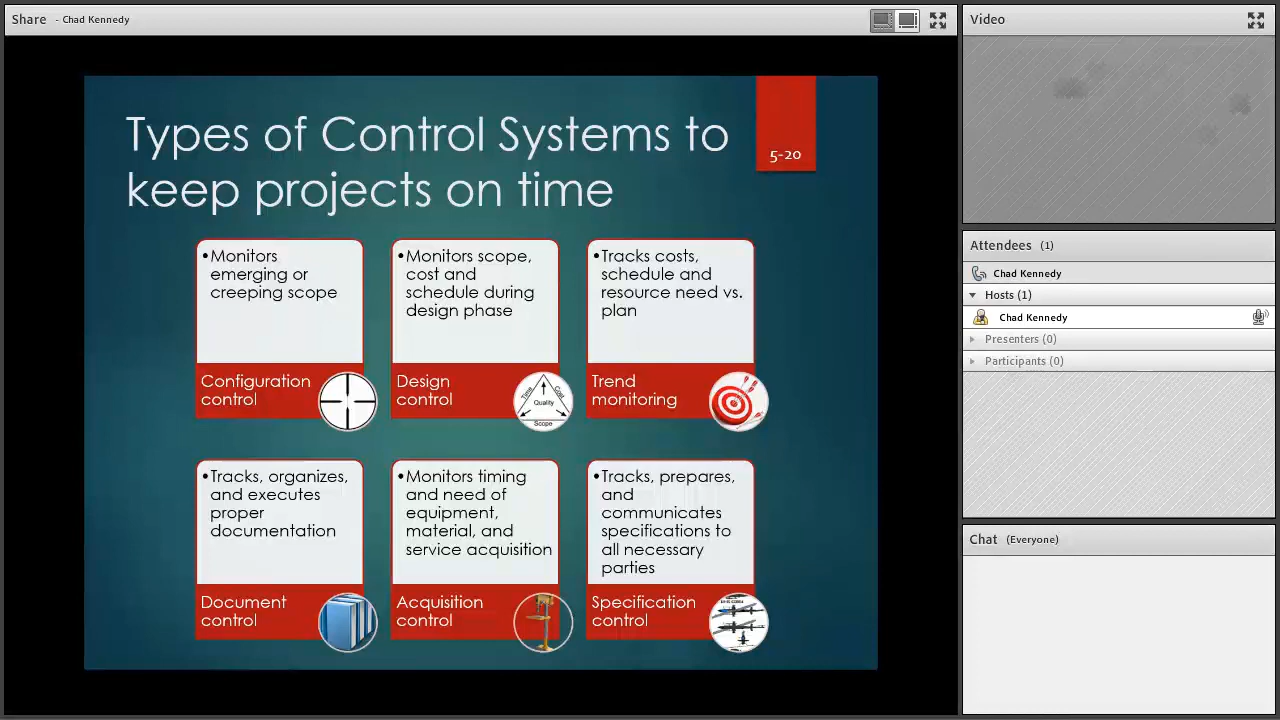 Share - Chad Kennedy
Types of Control Systems to
keep projects on time
5-20
•Monitors
emerging or
creeping scope
Configuration
control
•Monitors scope,
cost and
schedule during
design phase
Design
control
Time
Cost
Quality
Scope
•Tracks costs,
schedule and
resource need vs.
plan
Trend
monitoring
•Tracks, organizes,
and executes
proper
documentation
Document
control
•Monitors timing
and need of
equipment,
material, and
service acquisition
Acquisition
control
•Tracks, prepares,
and
communicates
specifications to
all necessary
parties
Specification
control
Video
Attendees (1)
Chad Kennedy
Hosts (1)
Chad Kennedy
Presenters (0)
Participants (0)
Chat (Everyone)